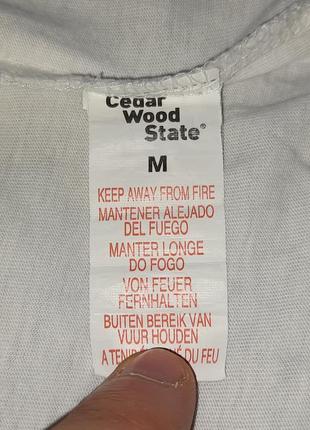 Cedar
Wood
State®
M
KEEP AWAY FROM FIRE
MANTENER ALEJADO
DEL FUEGO
MANTER LONGE
DO FOGO
VON FEUER
FERNHALTEN
BUITEN BEREIK VAN
VUUR HOUDEN
A TENIR DU FEU